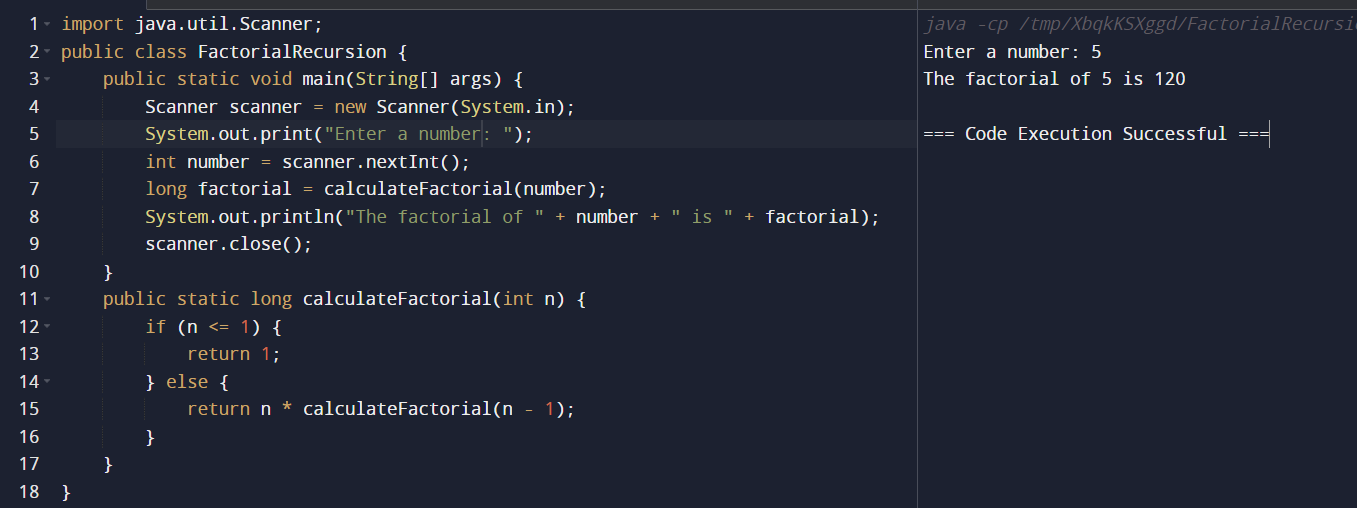 1 import java.util.Scanner;
2 public class FactorialRecursion {
3     public static void main(String[] args) {
4         Scanner scanner = new Scanner(System.in);
5         System.out.print("Enter a number: ");
6         int number = scanner.nextInt();
7         long factorial = calculateFactorial(number);
8         System.out.println("The factorial of " + number + " is " + factorial);
9         scanner.close();
10     }
11     public static long calculateFactorial(int n) {
12         if (n <= 1) {
13             return 1;
14         } else {
15             return n * calculateFactorial(n - 1);
16         }
17     }
18 }
java -cp /tmp/XbqkKSXggd/FactorialRecursi
Enter a number: 5
The factorial of 5 is 120
=== Code Execution Successful ===